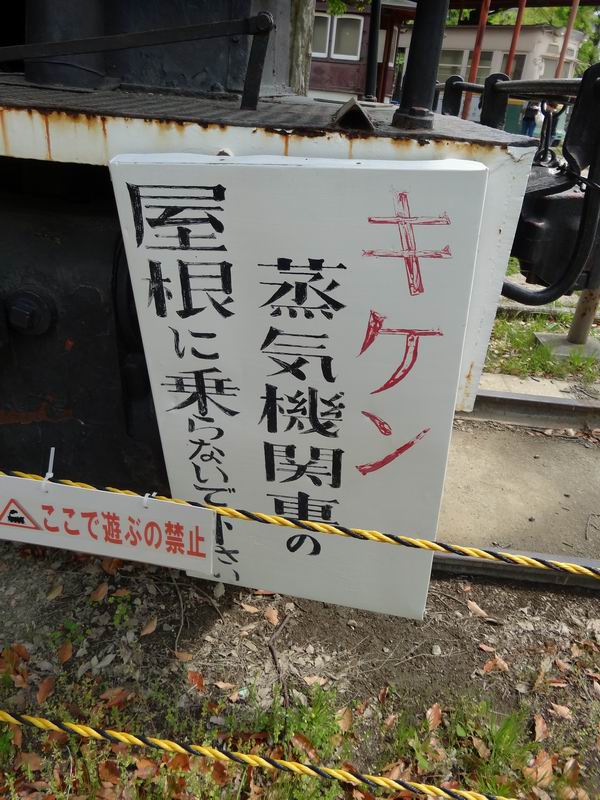 キケン
蒸気機関車の
屋根に乗らないで下さい
ここで遊ぶの禁止